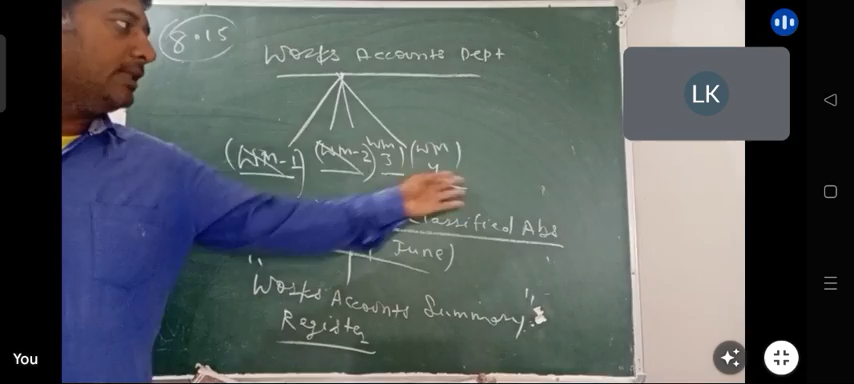 8.15
Works Accounts Dept
(WM-1) (WM-2) (WM 3) (WM 4)
Classified Abs
June)
"Works Accounts Summary"
Register
LK
You